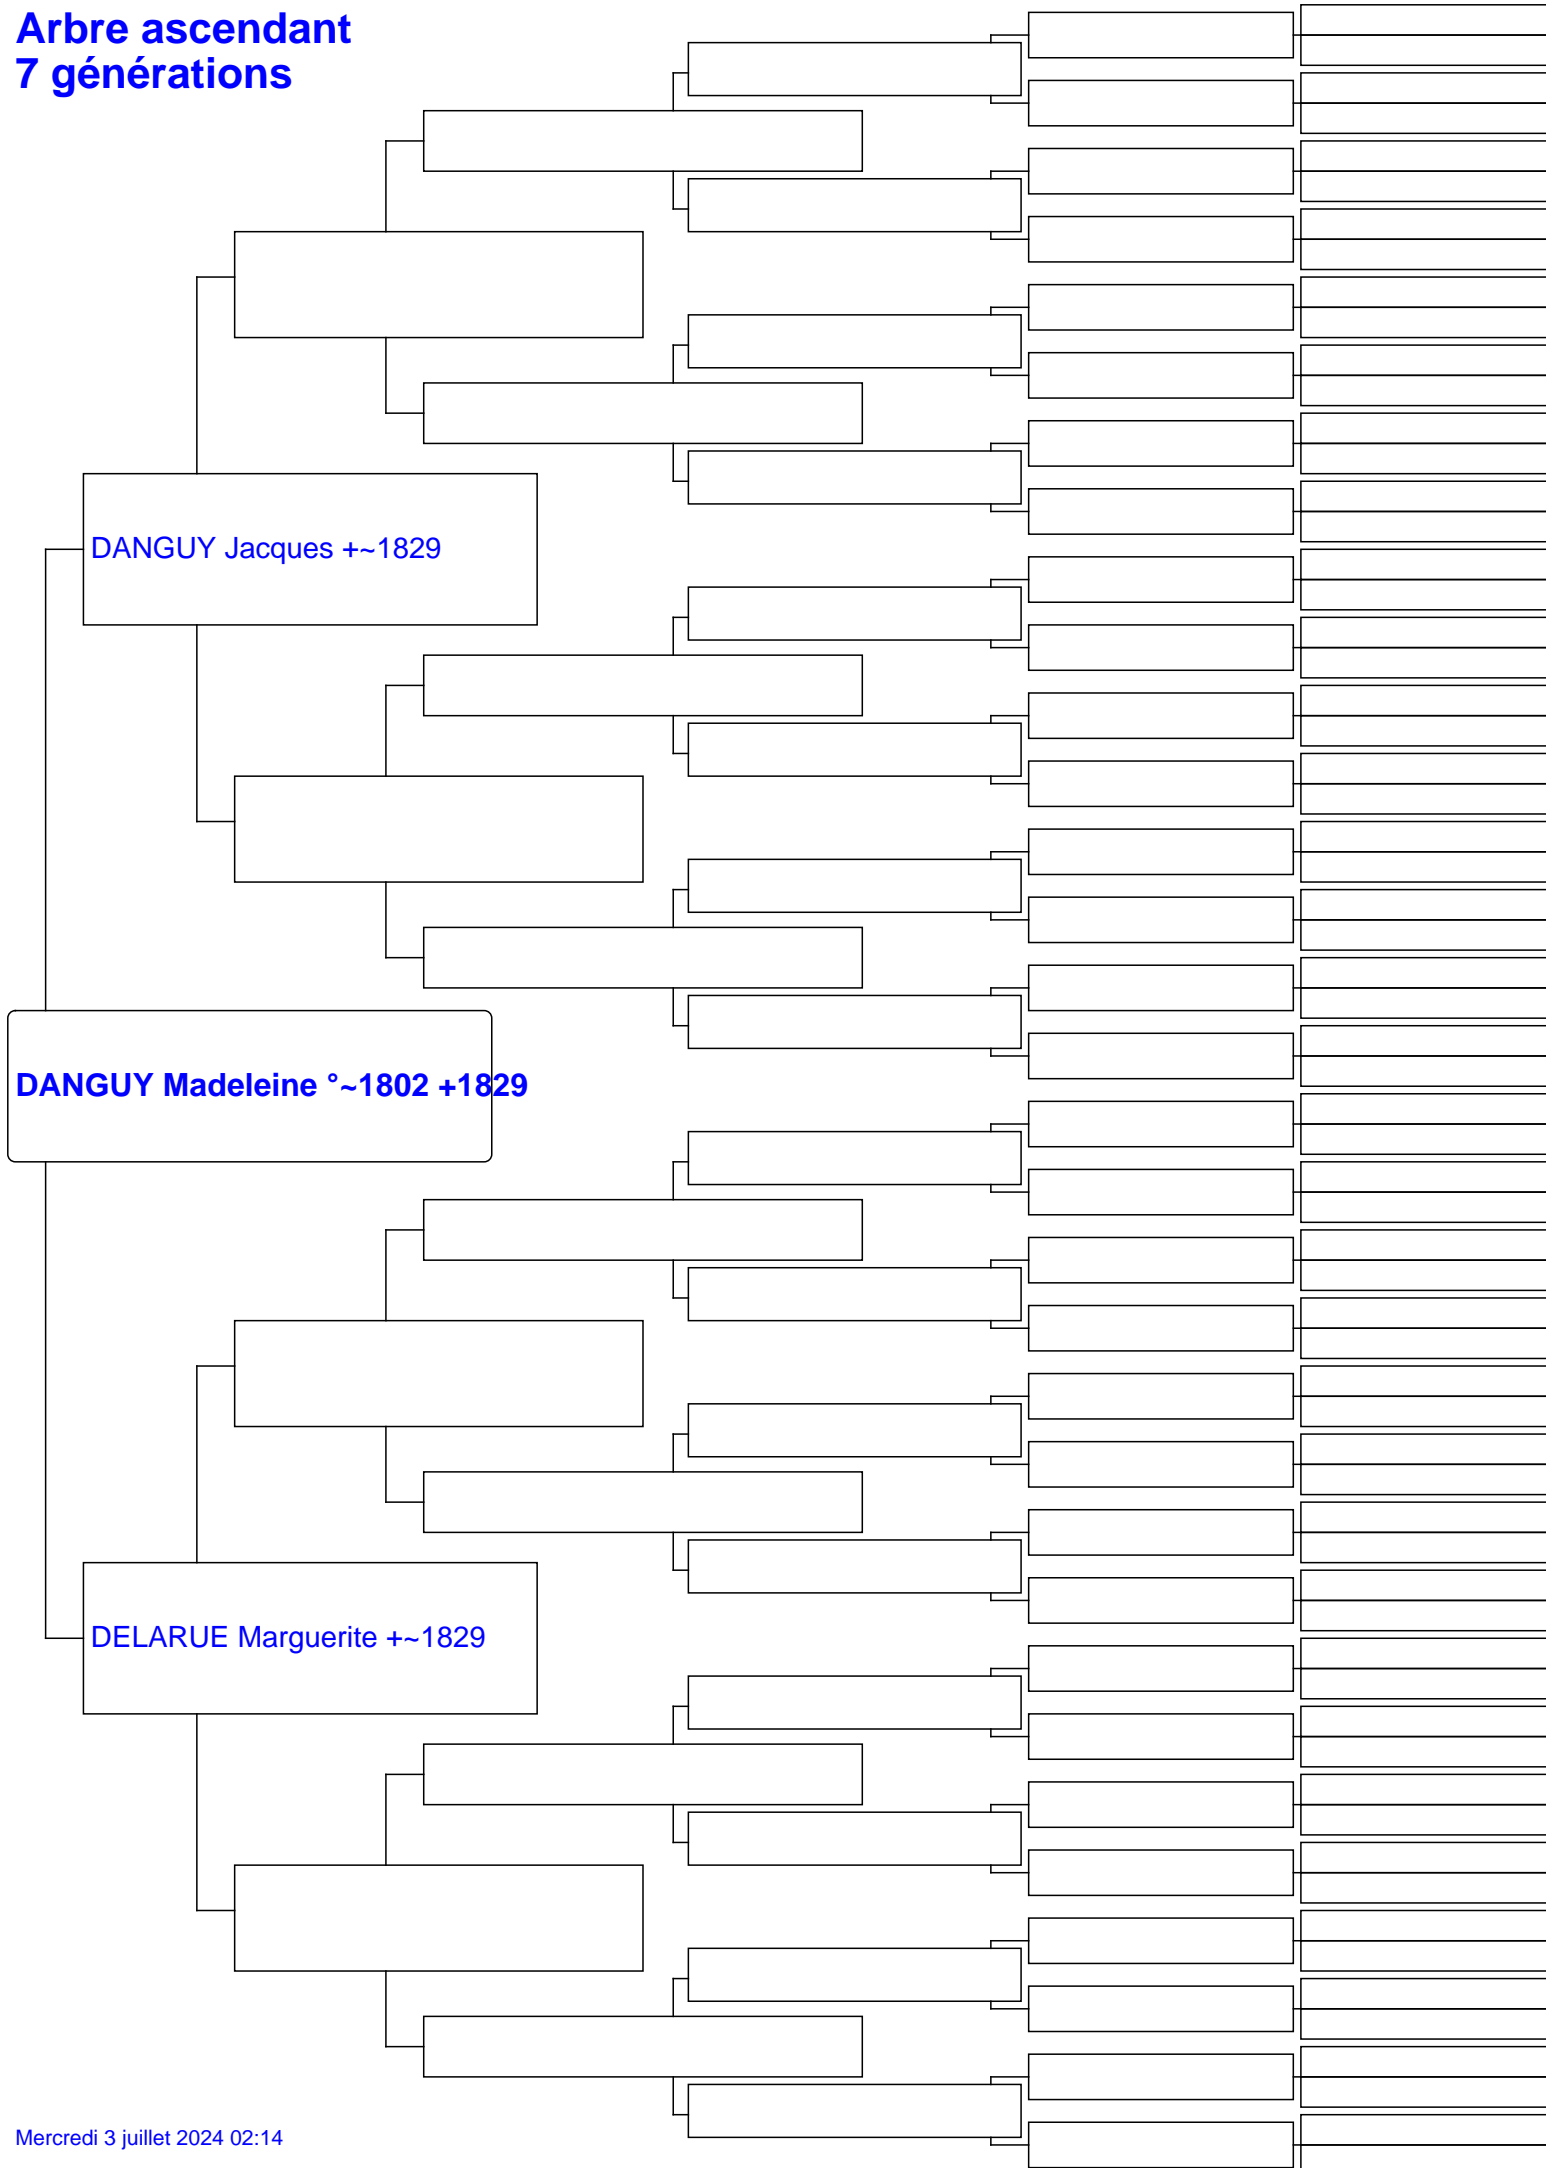 Arbre ascendant
7 générations
DANGUY Jacques +~1829
DANGUY Madeleine °~1802 +1829
DELARUE Marguerite +~1829
Mercredi 3 juillet 2024 02:14